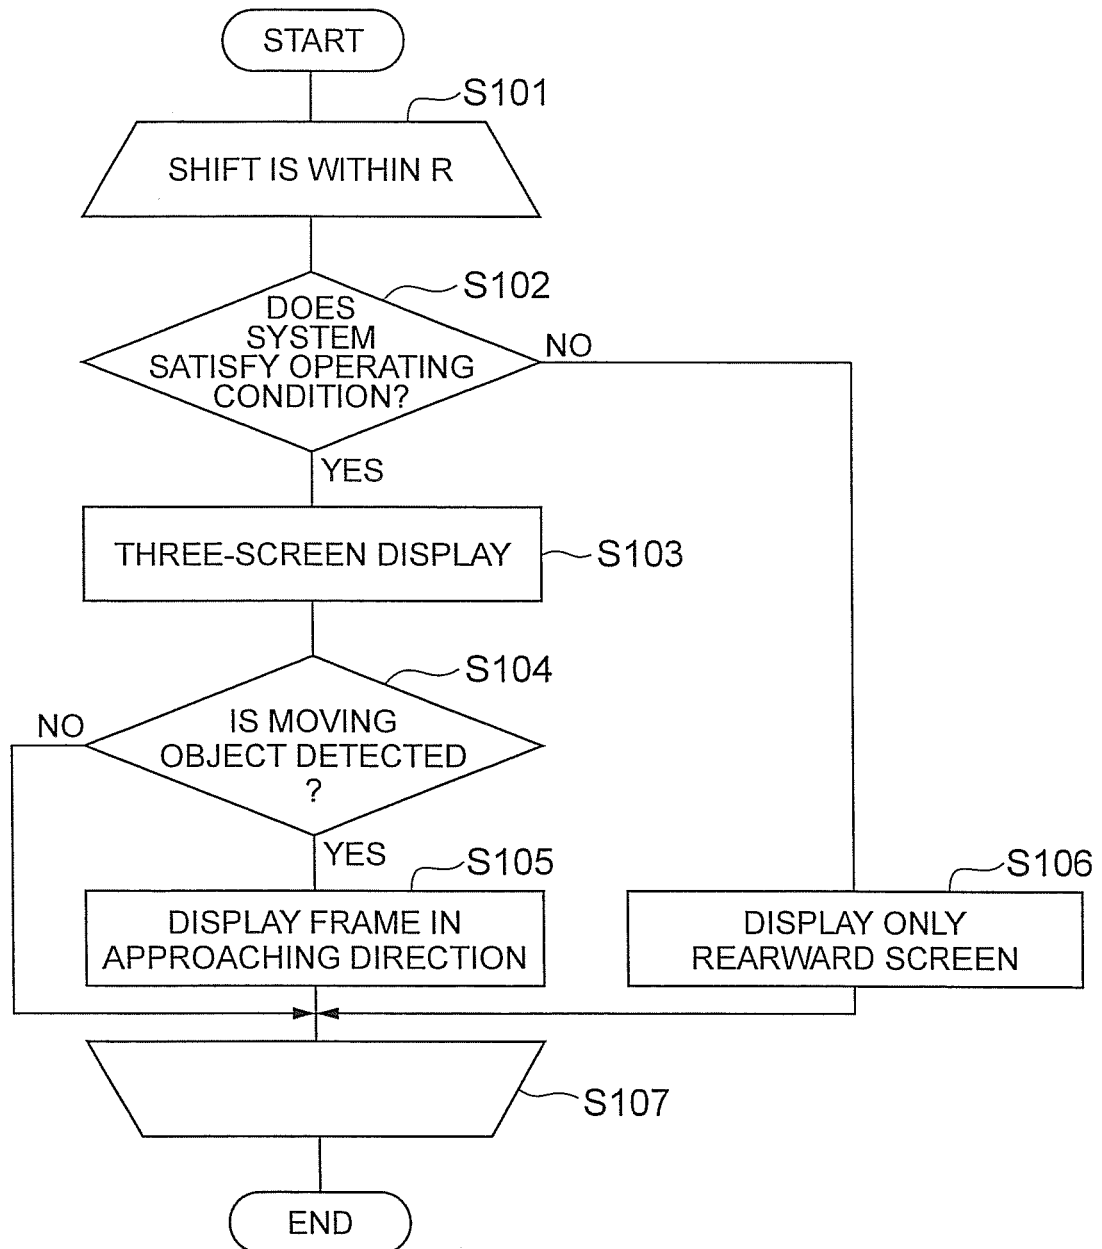 START
S101
SHIFT IS WITHIN R
S102
DOES
SYSTEM
SATISFY OPERATING
CONDITION?
NO
YES
THREE-SCREEN DISPLAY
S103
S104
NO
IS MOVING
OBJECT DETECTED
?
YES
S105
S106
DISPLAY FRAME IN
APPROACHING DIRECTION
DISPLAY ONLY
REARWARD SCREEN
S107
END